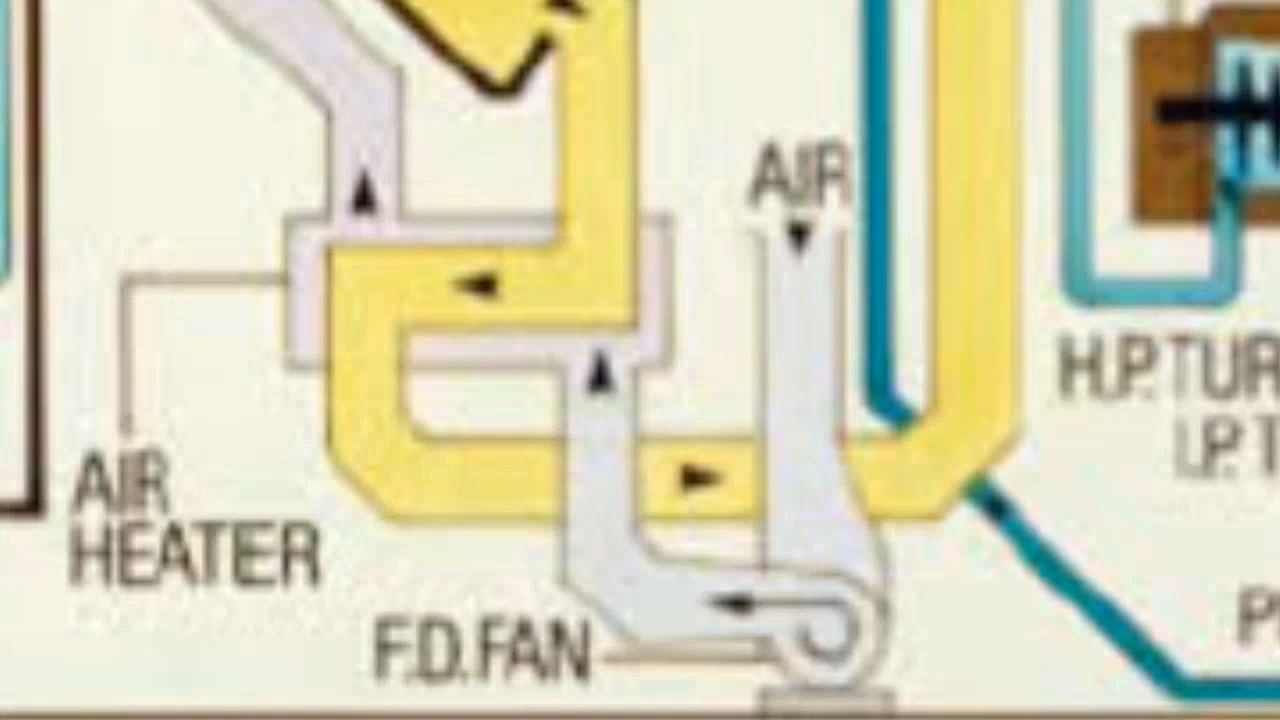 AIR
H.P. TUR
I.P. T
AIR
HEATER
F.D. FAN